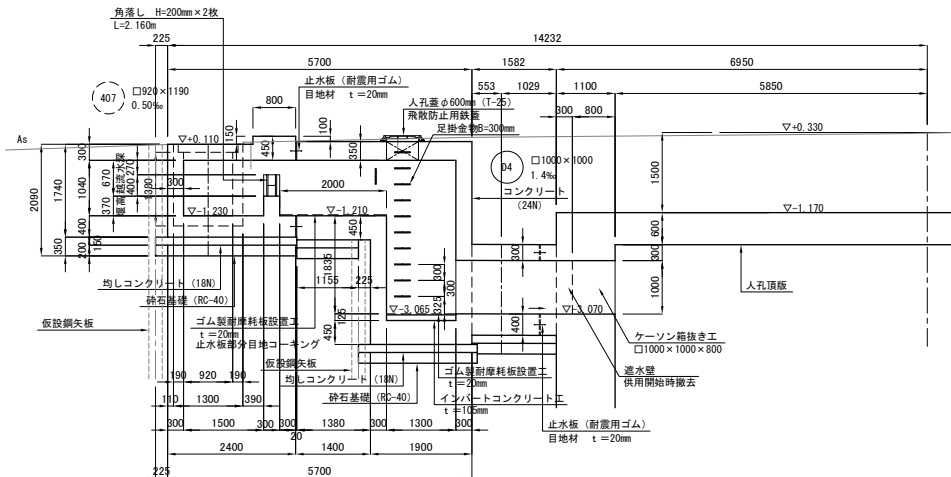 角落し H=200mm×2枚
L=2.160m
225
14232
5700
1582
6950
553
1029
1100
5850
300
800
407
□920×1190
0.50‰
止水板（耐震用ゴム）
目地材　t＝20mm
人孔蓋φ600mm（T-25）
飛散防止用鉄蓋
足掛金物B=300mm
800
150
450
100
350
As
▽+0.110
▽+0.330
D4
□1000×1000
1.4‰
コンクリート
(24N)
2090
1740
350
300
1040
400
200
150
1380
670
370
270
400
越流水深
堰高
300
2000
▽-1.230
▽-1.210
450
1500
▽-1.170
600
300
1000
300
400
1835
1155
225
125
450
300
300
325
▽-3.065
▽-3.070
均しコンクリート（18N）
砕石基礎（RC-40）
仮設鋼矢板
ゴム製耐摩耗板設置工
t＝20mm
止水板部分目地コーキング
仮設鋼矢板
均しコンクリート（18N）
砕石基礎（RC-40）
ゴム製耐摩耗板設置工
t＝20mm
インバートコンクリート工
t＝105mm
人孔頂版
ケーソン箱抜き工
□1000×1000×800
遮水壁
供用開始時撤去
止水板（耐震用ゴム）
目地材　t＝20mm
190
920
190
110
1300
390
300
1500
300
300
20
1380
300
1300
300
2400
1400
1900
225
5700